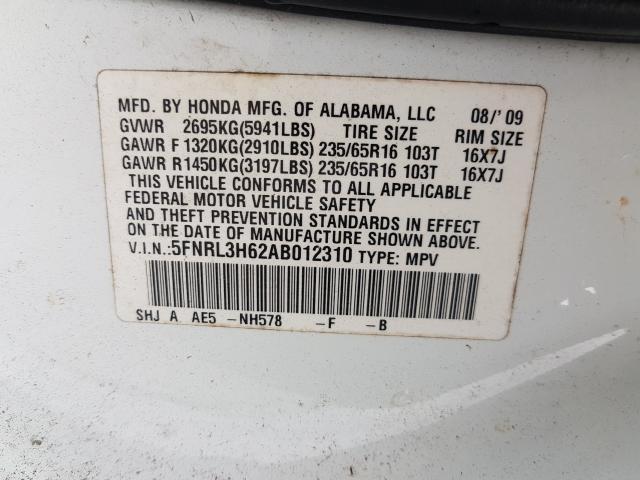 MFD. BY HONDA MFG. OF ALABAMA, LLC 08/'09
GVWR 2695KG(5941LBS) TIRE SIZE RIM SIZE
GAWR F 1320KG(2910LBS) 235/65R16 103T 16X7J
GAWR R1450KG(3197LBS) 235/65R16 103T 16X7J
THIS VEHICLE CONFORMS TO ALL APPLICABLE
FEDERAL MOTOR VEHICLE SAFETY
AND THEFT PREVENTION STANDARDS IN EFFECT
ON THE DATE OF MANUFACTURE SHOWN ABOVE.
V.I.N.:5FNRL3H62AB012310 TYPE: MPV
SHJ A AE5 -NH578 -F -B